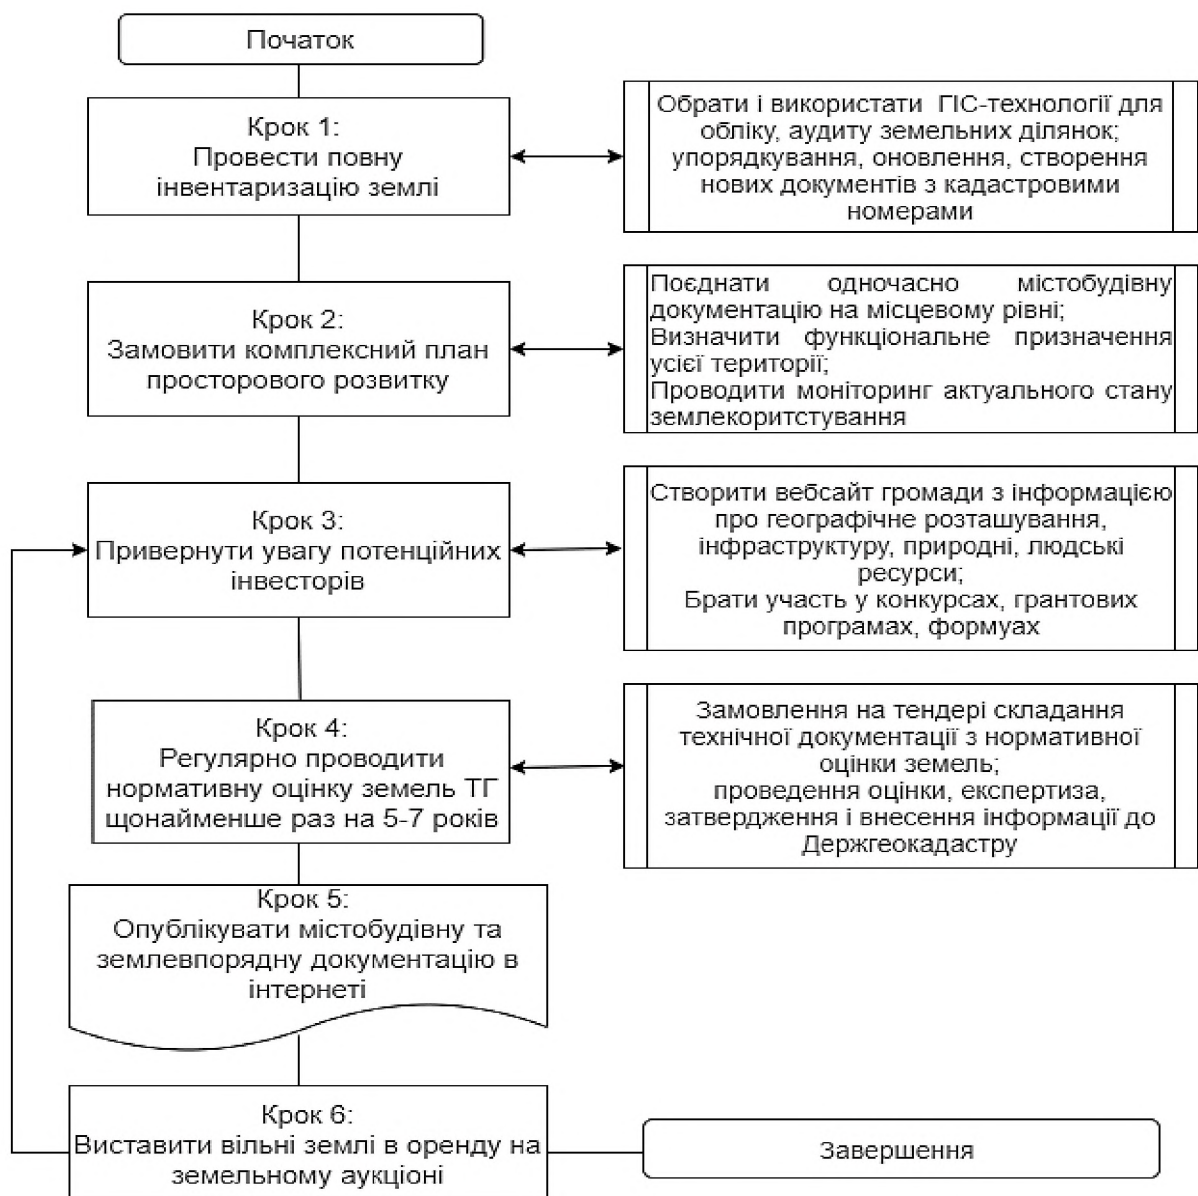 Початок
Крок 1:
Провести повну
інвентаризацію землі
Обрати і використати ГІС-технології для
обліку, аудиту земельних ділянок;
упорядкування, оновлення, створення
нових документів з кадастровими
номерами
Крок 2:
Замовити комплексний план
просторового розвитку
Поєднати одночасно містобудівну
документацію на місцевому рівні;
Визначити функціональне призначення
усієї території;
Проводити моніторинг актуального стану
землекоритстування
Крок 3:
Привернути увагу потенційних
інвесторів
Створити вебсайт громади з інформацією
про географічне розташування,
інфраструктуру, природні, людські
ресурси;
Брати участь у конкурсах, грантових
програмах, формуах
Крок 4:
Регулярно проводити
нормативну оцінку земель ТГ
щонайменше раз на 5-7 років
Замовлення на тендері складання
технічної документації з нормативної
оцінки земель;
проведення оцінки, експертиза,
затвердження і внесення інформації до
Держгеокадастру
Крок 5:
Опублікувати містобудівну та
землевпорядну документацію в
інтернеті
Крок 6:
Виставити вільні землі в оренду на
земельному аукціоні
Завершення